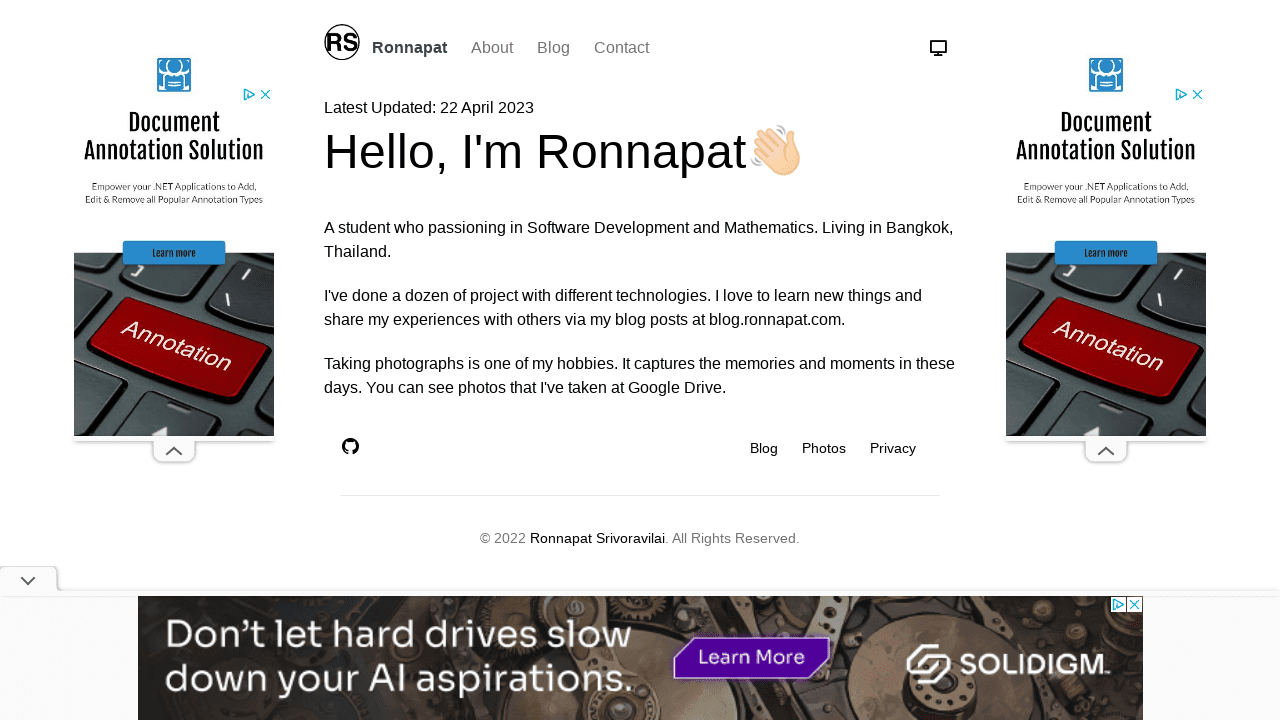 RS Ronnapat About Blog Contact
Latest Updated: 22 April 2023
Hello, I'm Ronnapat👋🏻
A student who passioning in Software Development and Mathematics. Living in Bangkok,
Thailand.
I've done a dozen of project with different technologies. I love to learn new things and
share my experiences with others via my blog posts at blog.ronnapat.com.
Taking photographs is one of my hobbies. It captures the memories and moments in these
days. You can see photos that I've taken at Google Drive.
Blog Photos Privacy
© 2022 Ronnapat Srivoravilai. All Rights Reserved.
Document
Annotation Solution
Empower your .NET Applications to Add,
Edit & Remove all Popular Annotation Types
Learn more
Annotation
Document
Annotation Solution
Empower your .NET Applications to Add,
Edit & Remove all Popular Annotation Types
Learn more
Annotation
Don't let hard drives slow
down your AI aspirations.
Learn More
SOLIDIGM.